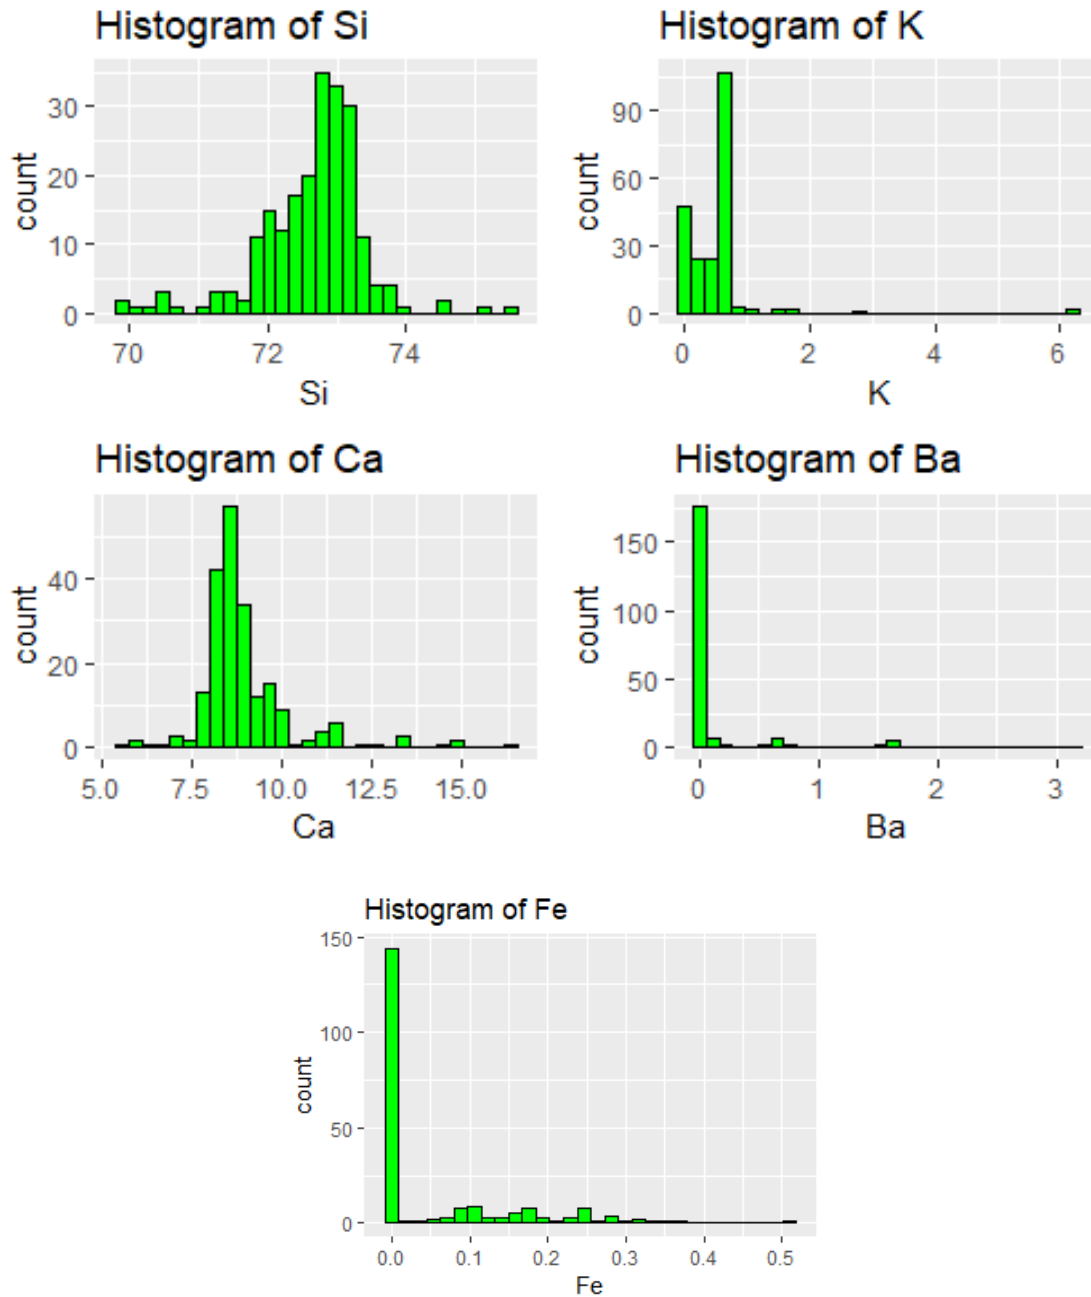 Histogram of Si
count
30
20
10
0
70 72 74
Si
Histogram of K
count
90
60
30
0
0 2 4 6
K
Histogram of Ca
count
40
20
0
5.0 7.5 10.0 12.5 15.0
Ca
Histogram of Ba
count
150
100
50
0
0 1 2 3
Ba
Histogram of Fe
count
150
100
50
0
0.0 0.1 0.2 0.3 0.4 0.5
Fe